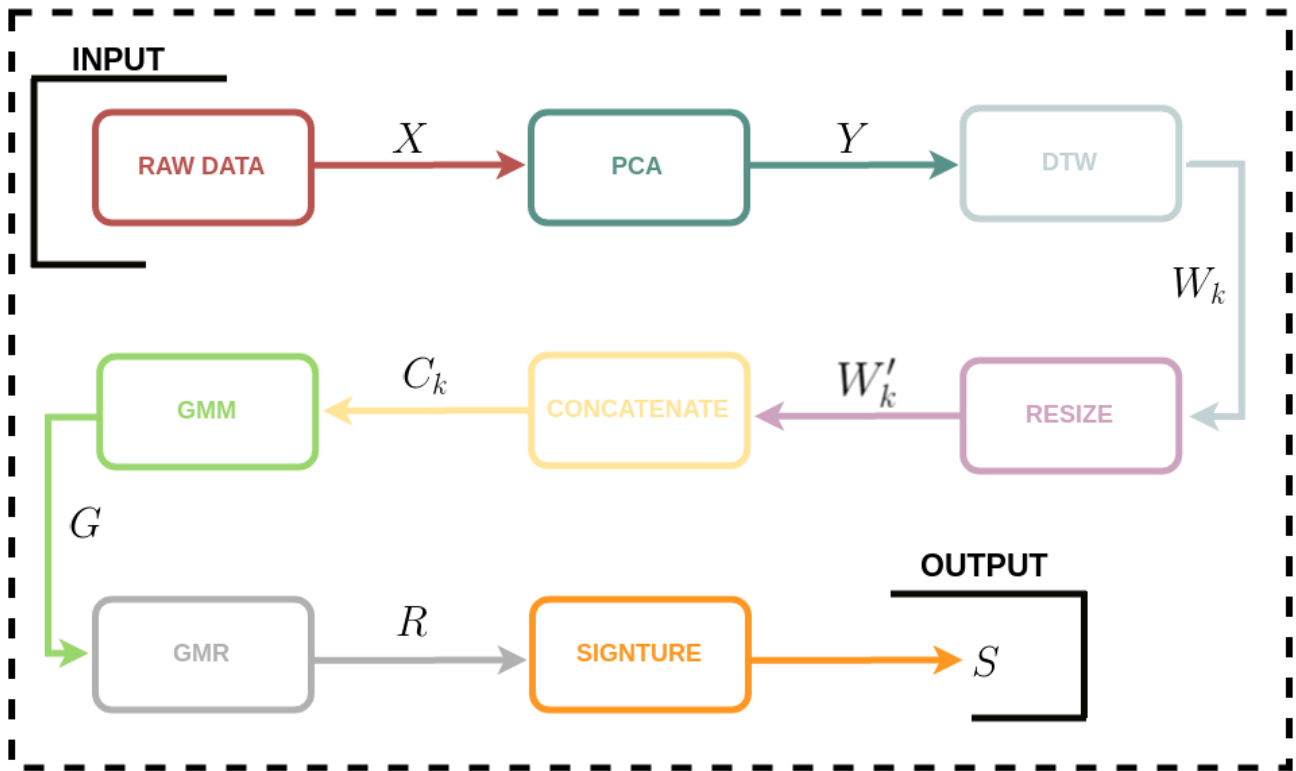 INPUT
RAW DATA
X
PCA
Y
DTW
W_k
RESIZE
W'_k
CONCATENATE
C_k
GMM
G
GMR
R
SIGNTURE
OUTPUT
S